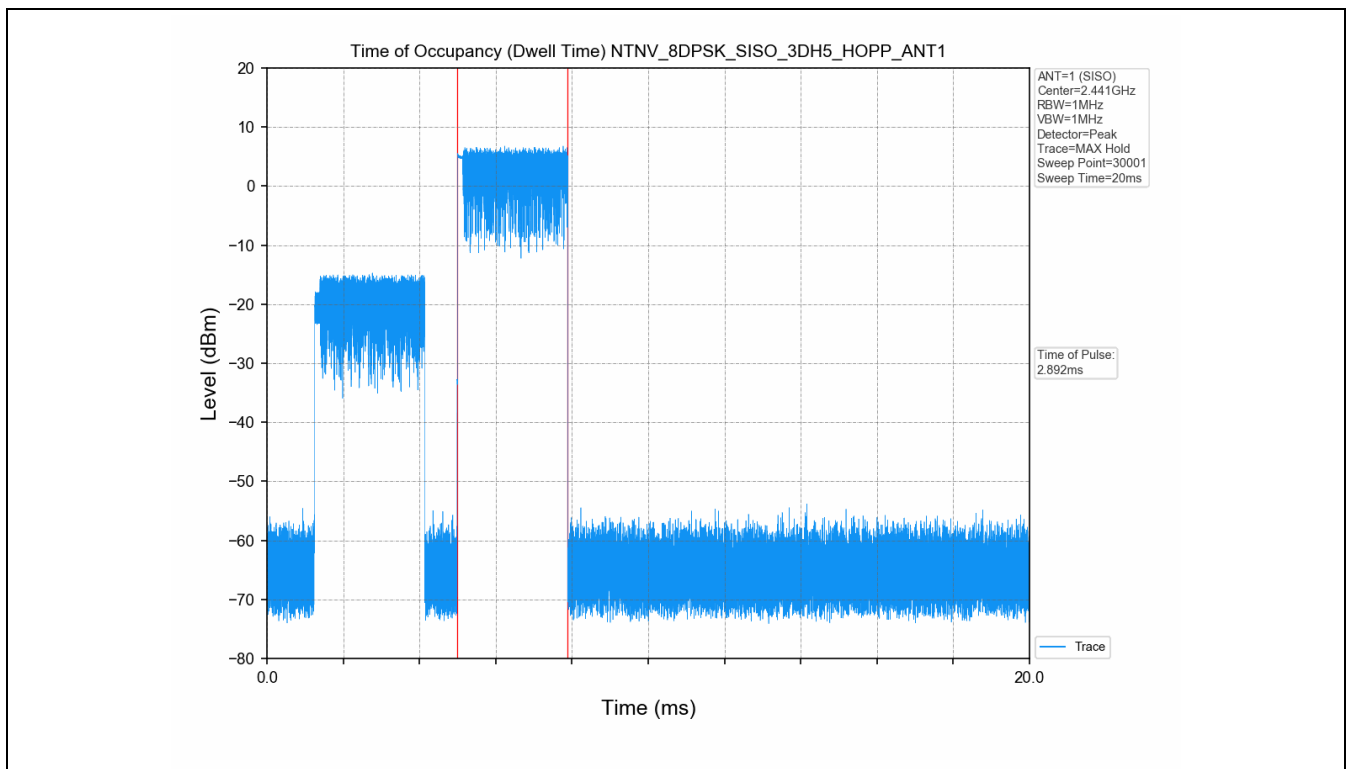 Time of Occupancy (Dwell Time) NTNV_8DPSK_SISO_3DH5_HOPP_ANT1
20
10
0
−10
−20
−30
−40
−50
−60
−70
−80
Level (dBm)
0.0
20.0
Time (ms)
ANT=1 (SISO)
Center=2.441GHz
RBW=1MHz
VBW=1MHz
Detector=Peak
Trace=MAX Hold
Sweep Point=30001
Sweep Time=20ms
Time of Pulse:
2.892ms
Trace